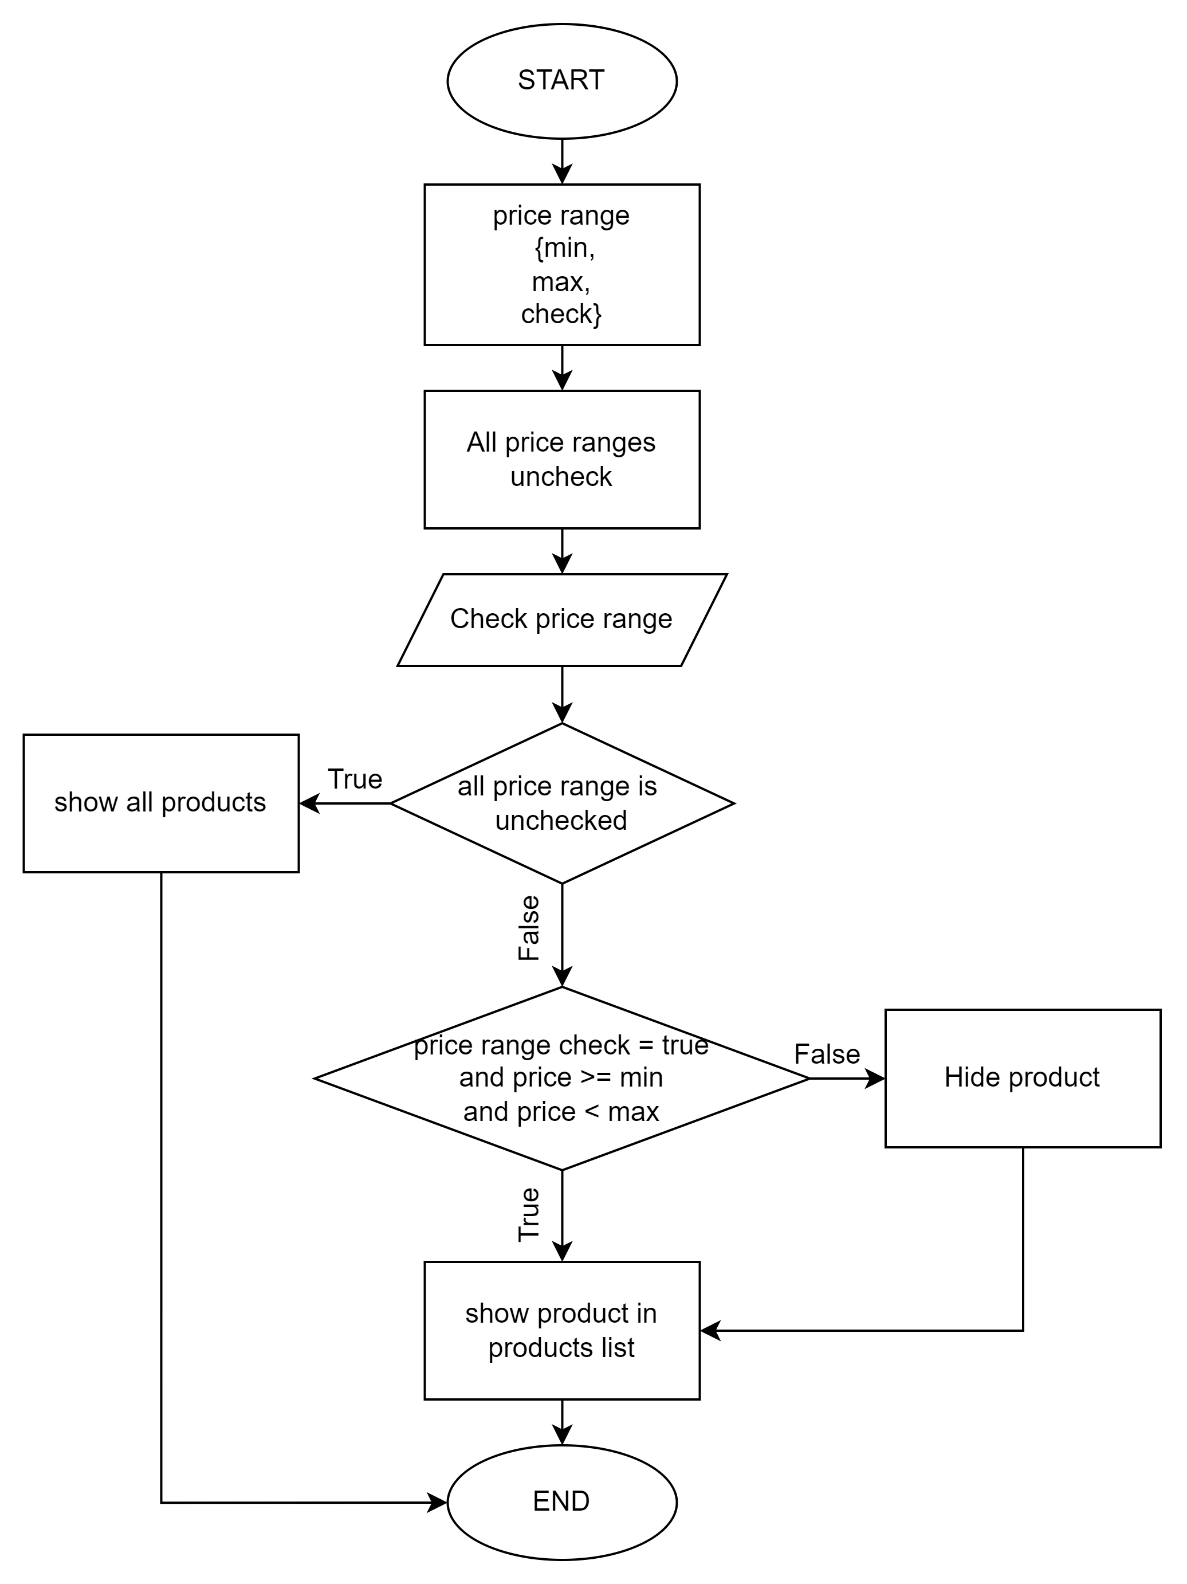 START
price range
{min,
max,
check}
All price ranges
uncheck
Check price range
all price range is
unchecked
True
show all products
False
price range check = true
and price >= min
and price < max
False
Hide product
True
show product in
products list
END